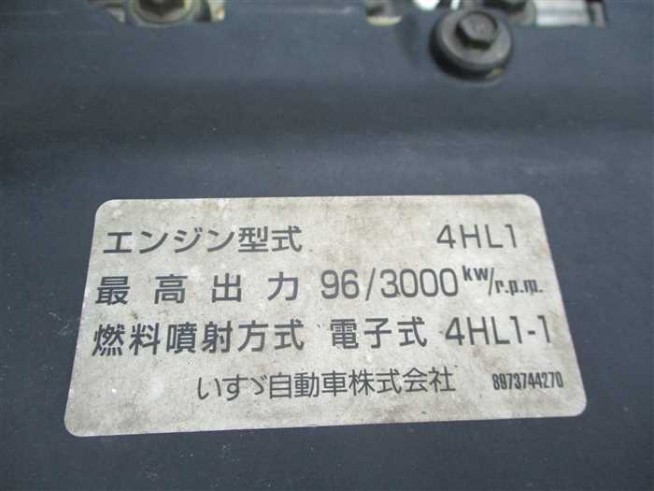 エンジン型式 4HL1
最高出力 96/3000 kw/r.p.m.
燃料噴射方式 電子式 4HL1-1
いすゞ自動車株式会社 8973744270